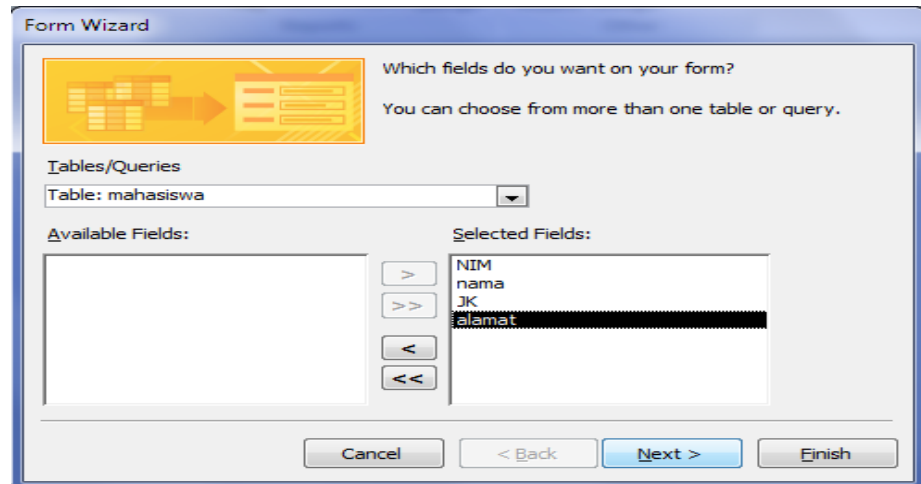 Form Wizard
Which fields do you want on your form?
You can choose from more than one table or query.
Tables/Queries
Table: mahasiswa
Available Fields:
Selected Fields:
NIM
nama
JK
alamat
>
>>
<
<<
Cancel
< Back
Next >
Finish